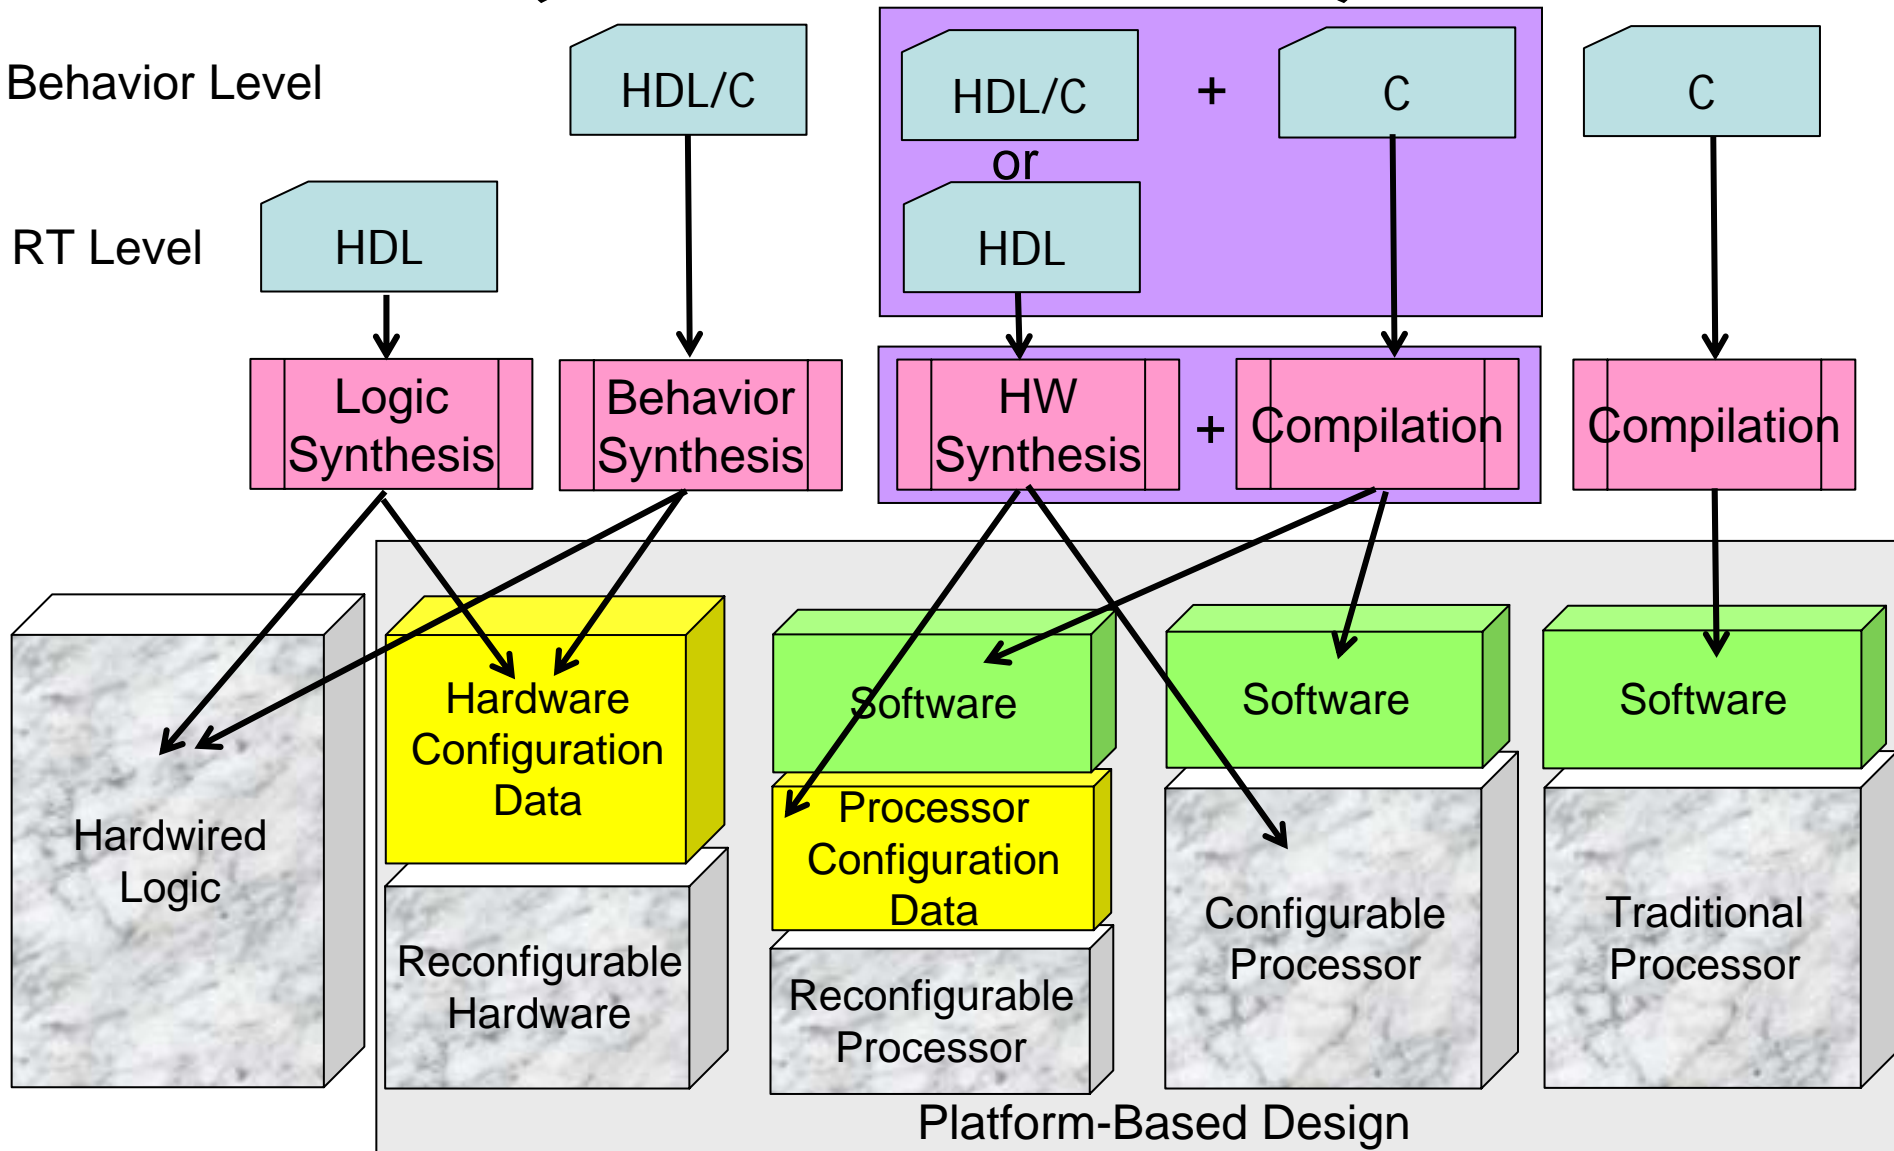 Behavior Level
HDL/C
HDL/C
+
C
C
or
RT Level
HDL
HDL
Logic
Synthesis
Behavior
Synthesis
HW
Synthesis
+
Compilation
Compilation
Hardwired
Logic
Hardware
Configuration
Data
Reconfigurable
Hardware
Software
Processor
Configuration
Data
Reconfigurable
Processor
Software
Configurable
Processor
Software
Traditional
Processor
Platform-Based Design